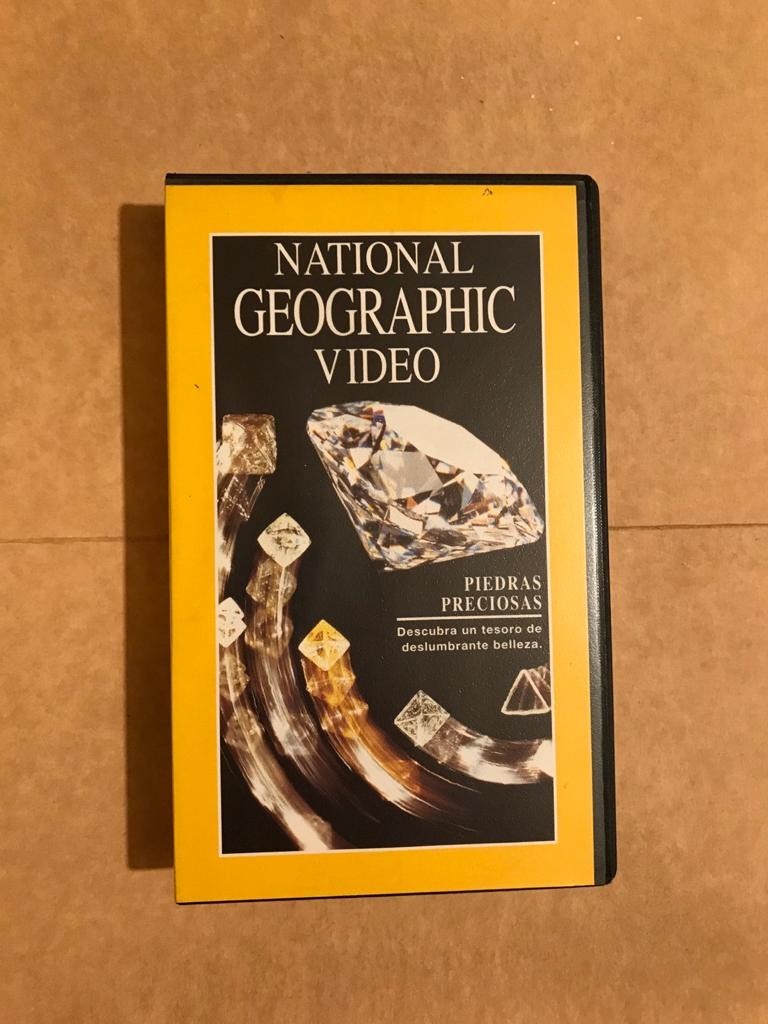 NATIONAL
GEOGRAPHIC
VIDEO
PIEDRAS
PRECIOSAS
Descubra un tesoro de
deslumbrante belleza.